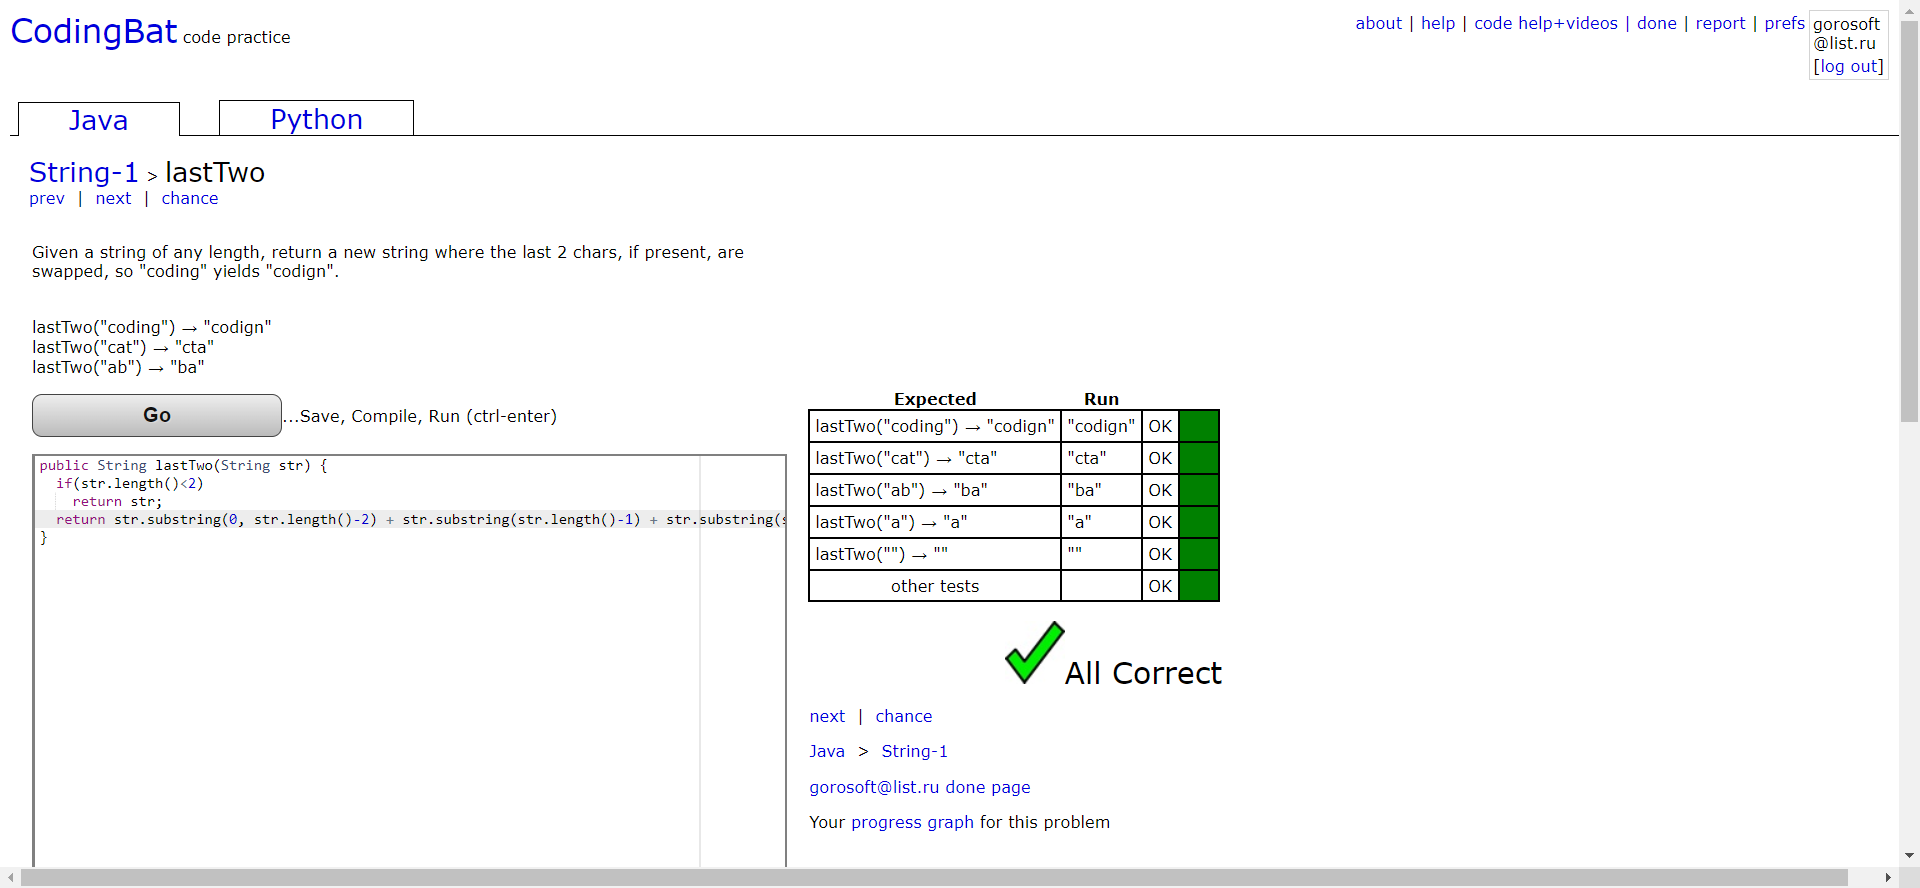 CodingBat code practice
about | help | code help+videos | done | report | prefs
gorosoft
@list.ru
[log out]
Java
Python
String-1 > lastTwo
prev | next | chance
Given a string of any length, return a new string where the last 2 chars, if present, are
swapped, so "coding" yields "codign".
lastTwo("coding") → "codign"
lastTwo("cat") → "cta"
lastTwo("ab") → "ba"
Go
...Save, Compile, Run (ctrl-enter)
public String lastTwo(String str) {
if(str.length()<2)
return str;
return str.substring(0, str.length()-2) + str.substring(str.length()-1) + str.substring(
}
Expected Run
lastTwo("coding") → "codign" "codign" OK
lastTwo("cat") → "cta" "cta" OK
lastTwo("ab") → "ba" "ba" OK
lastTwo("a") → "a" "a" OK
lastTwo("") → "" "" OK
other tests OK
All Correct
next | chance
Java > String-1
gorosoft@list.ru done page
Your progress graph for this problem